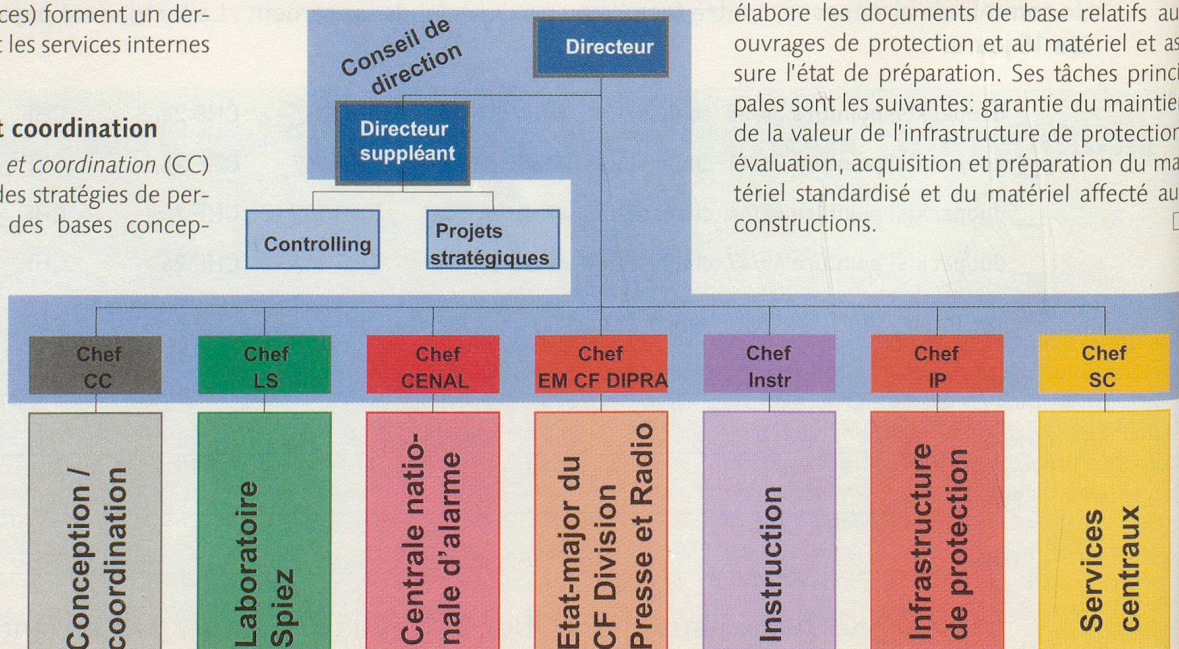 ces) forment un der-
les services internes
coordination
et coordination (CC)
des stratégies de per-
des bases concep-
Conseil de
direction
Directeur
Directeur
suppléant
Controlling
Projets
stratégiques
élabore les documents de base relatifs au
ouvrages de protection et au matériel et as
sure l'état de préparation. Ses tâches princi
pales sont les suivantes: garantie du maintien
de la valeur de l'infrastructure de protection
évaluation, acquisition et préparation du ma
tériel standardisé et du matériel affecté au
constructions.
Chef
CC
Chef
LS
Chef
CENAL
Chef
EM CF DIPRA
Chef
Instr
Chef
IP
Chef
SC
Conception /
coordination
Laboratoire
Spiez
Centrale natio-
nale d'alarme
Etat-major du
CF Division
Presse et Radio
Instruction
Infrastructure
de protection
Services
centraux